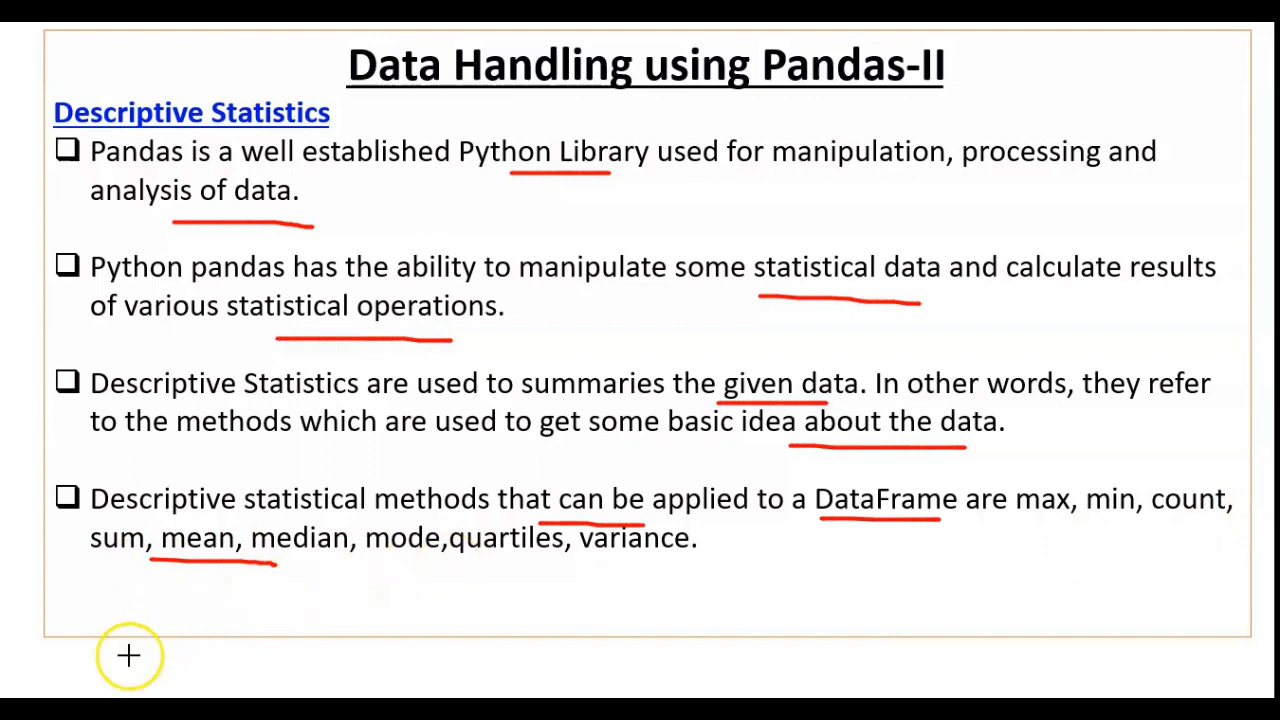 Data Handling using Pandas-II
Descriptive Statistics
Pandas is a well established Python Library used for manipulation, processing and
analysis of data.
Python pandas has the ability to manipulate some statistical data and calculate results
of various statistical operations.
Descriptive Statistics are used to summaries the given data. In other words, they refer
to the methods which are used to get some basic idea about the data.
Descriptive statistical methods that can be applied to a DataFrame are max, min, count,
sum, mean, median, mode,quartiles, variance.